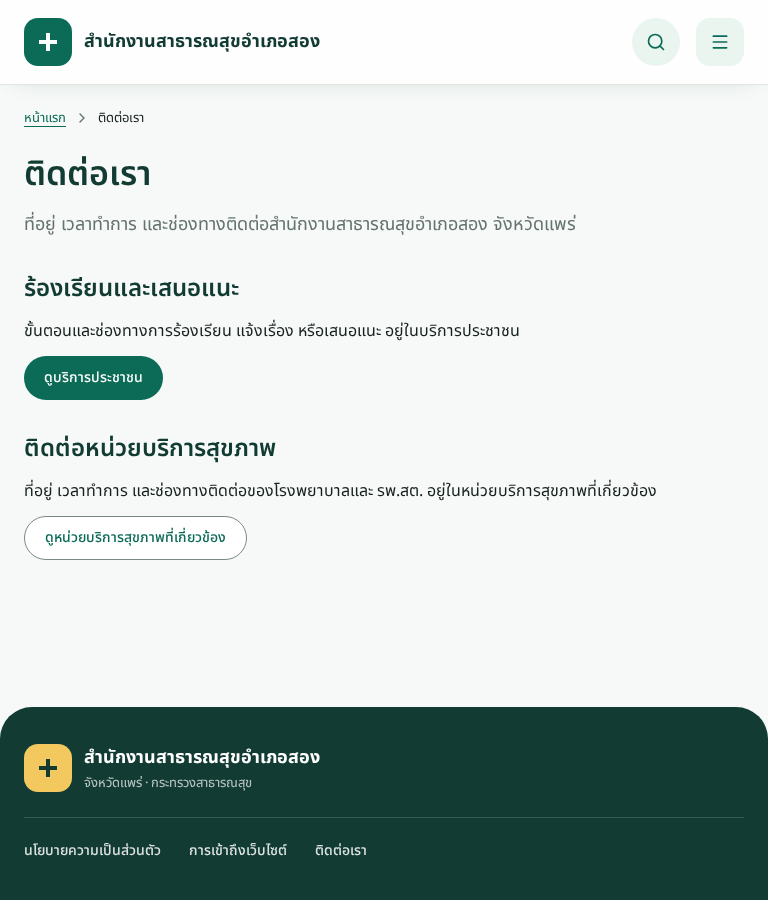 สำนักงานสาธารณสุขอำเภอสอง
หน้าแรก
ติดต่อเรา
ติดต่อเรา
ที่อยู่ เวลาทำการ และช่องทางติดต่อสำนักงานสาธารณสุขอำเภอสอง จังหวัดแพร่
ร้องเรียนและเสนอแนะ
ขั้นตอนและช่องทางการร้องเรียน แจ้งเรื่อง หรือเสนอแนะ อยู่ในบริการประชาชน
ดูบริการประชาชน
ติดต่อหน่วยบริการสุขภาพ
ที่อยู่ เวลาทำการ และช่องทางติดต่อของโรงพยาบาลและ รพ.สต. อยู่ในหน่วยบริการสุขภาพที่เกี่ยวข้อง
ดูหน่วยบริการสุขภาพที่เกี่ยวข้อง
สำนักงานสาธารณสุขอำเภอสอง
จังหวัดแพร่ · กระทรวงสาธารณสุข
นโยบายความเป็นส่วนตัว การเข้าถึงเว็บไซต์ ติดต่อเรา